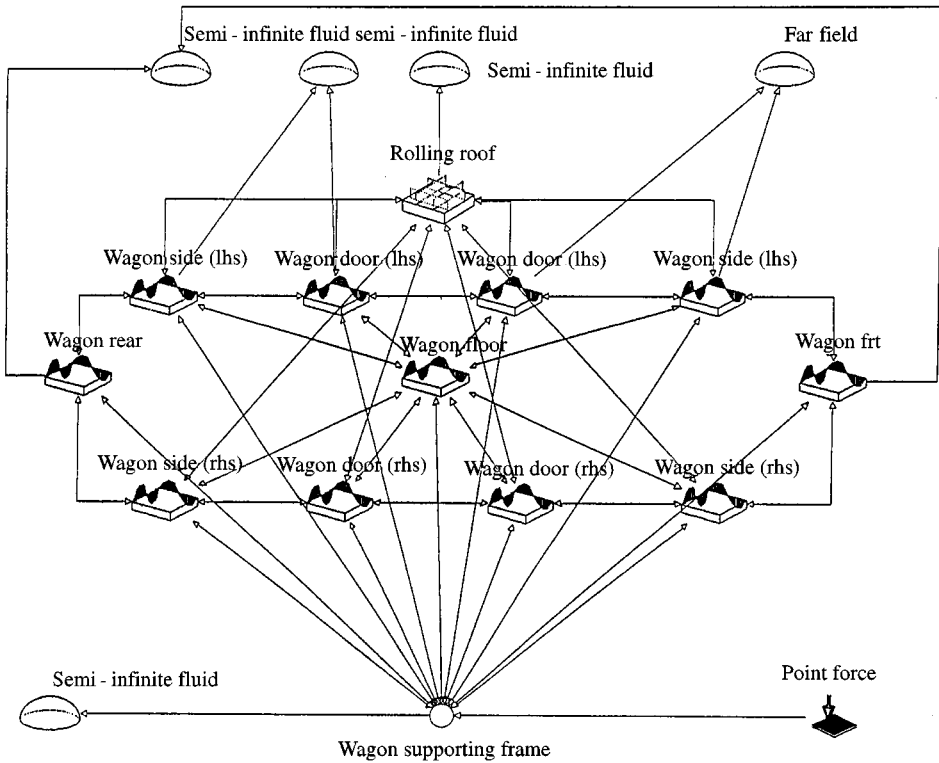 Semi - infinite fluid semi - infinite fluid
Far field
Semi - infinite fluid
Rolling roof
Wagon side (lhs)
Wagon door (lhs)
Wagon door (lhs)
Wagon side (lhs)
Wagon rear
Wagon floor
Wagon frt
Wagon side (rhs)
Wagon door (rhs)
Wagon door (rhs)
Wagon side (rhs)
Semi - infinite fluid
Point force
Wagon supporting frame